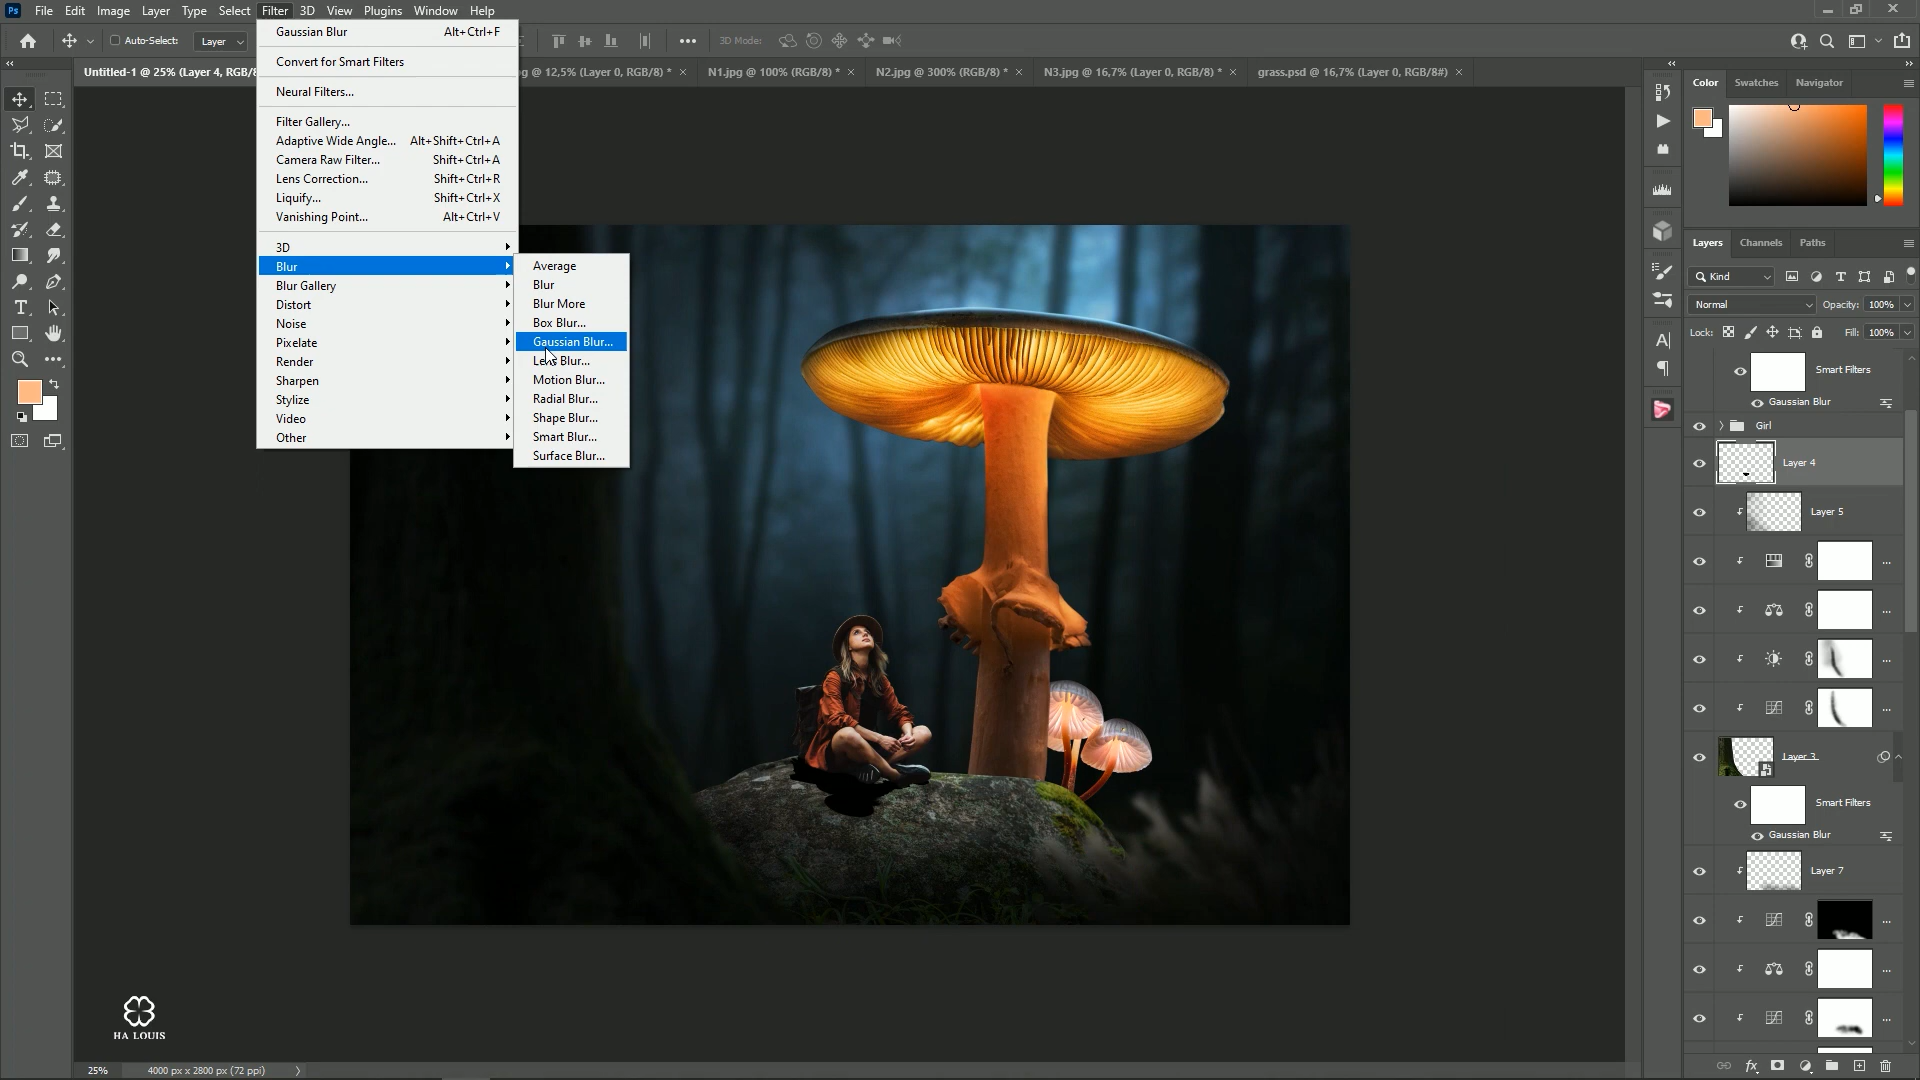 Ps File Edit Image Layer Type Select Filter 3D View Plugins Window Help
Auto-Select: Layer 3D Mode:
Untitled-1 @ 25% (Layer 4, RGB/8
g @ 12,5% (Layer 0, RGB/8) * ×
N1.jpg @ 100% (RGB/8) * ×
N2.jpg @ 300% (RGB/8) * ×
N3.jpg @ 16,7% (Layer 0, RGB/8) * ×
grass.psd @ 16,7% (Layer 0, RGB/8#) ×
Gaussian Blur Alt+Ctrl+F
Convert for Smart Filters
Neural Filters...
Filter Gallery...
Adaptive Wide Angle... Alt+Shift+Ctrl+A
Camera Raw Filter... Shift+Ctrl+A
Lens Correction... Shift+Ctrl+R
Liquify... Shift+Ctrl+X
Vanishing Point... Alt+Ctrl+V
3D
Blur
Blur Gallery
Distort
Noise
Pixelate
Render
Sharpen
Stylize
Video
Other
Average
Blur
Blur More
Box Blur...
Gaussian Blur...
Lens Blur...
Motion Blur...
Radial Blur...
Shape Blur...
Smart Blur...
Surface Blur...
Color Swatches Navigator
Layers Channels Paths
Kind
Normal Opacity: 100%
Lock: Fill: 100%
Smart Filters
Gaussian Blur
Girl
Layer 4
Layer 5
Layer 3
Smart Filters
Gaussian Blur
Layer 7
HA LOUIS
25% 4000 px x 2800 px (72 ppi)